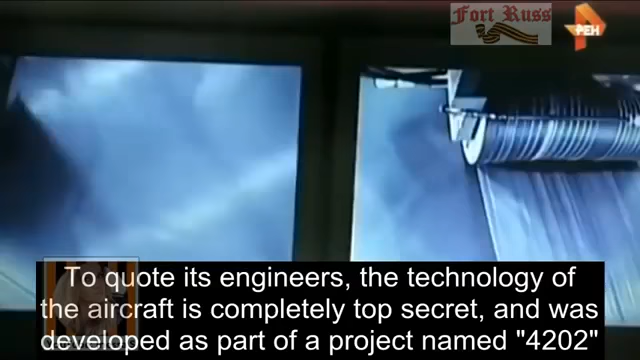 Fort Russ
РЕН
To quote its engineers, the technology of
the aircraft is completely top secret, and was
developed as part of a project named "4202"